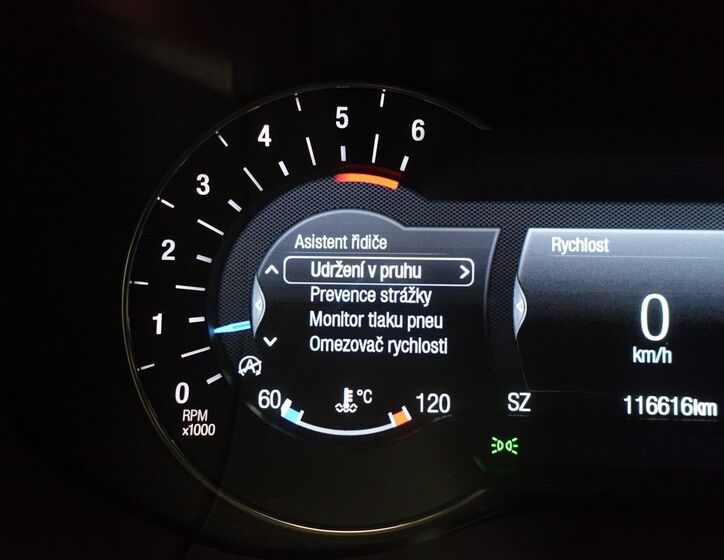 6
5
4
3
2
1
0
RPM
x1000
Asistent řidiče
Udržení v pruhu
Prevence strážky
Monitor tlaku pneu
Omezovač rychlosti
60
°C
120
Rychlost
0
km/h
SZ
116616km